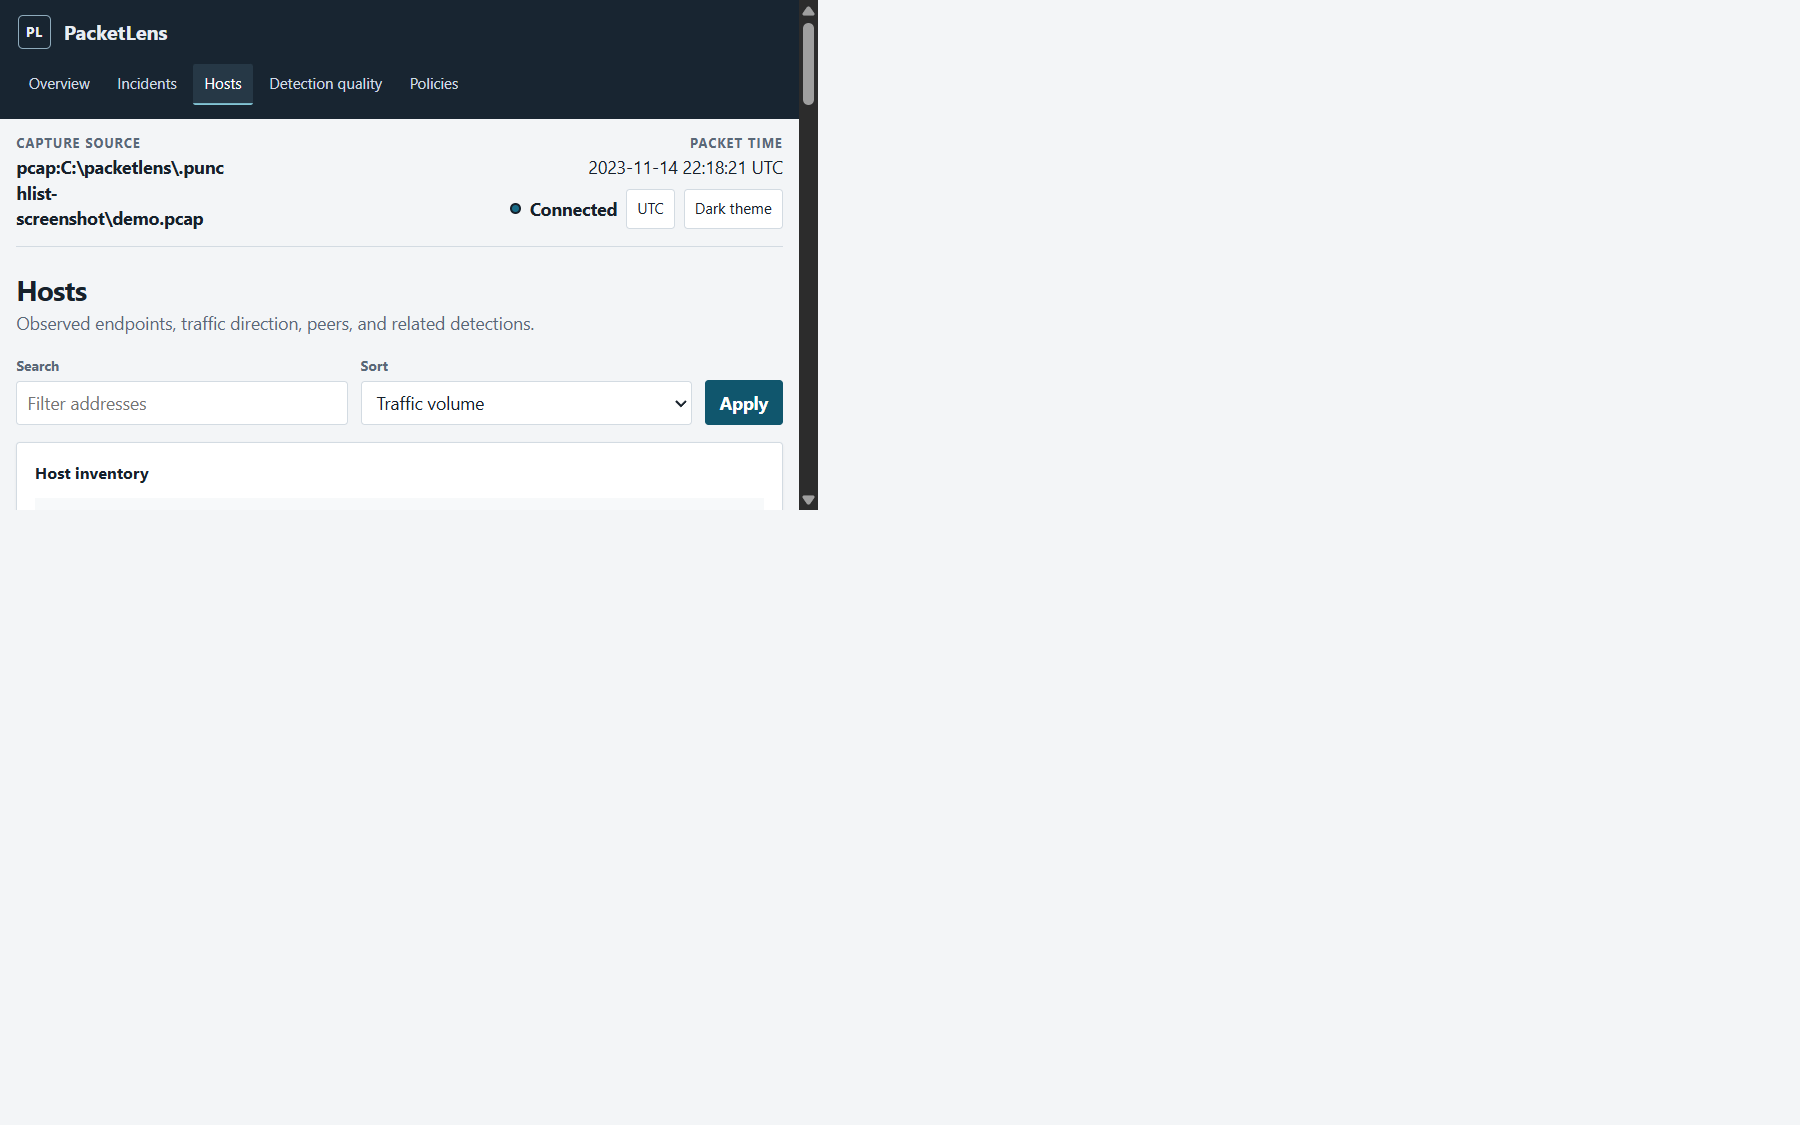 PL PacketLens
Overview Incidents Hosts Detection quality Policies
CAPTURE SOURCE
pcap:C:\packetlens\.punc
hlist-
screenshot\demo.pcap
PACKET TIME
2023-11-14 22:18:21 UTC
Connected UTC Dark theme
Hosts
Observed endpoints, traffic direction, peers, and related detections.
Search Sort
Filter addresses Traffic volume Apply
Host inventory